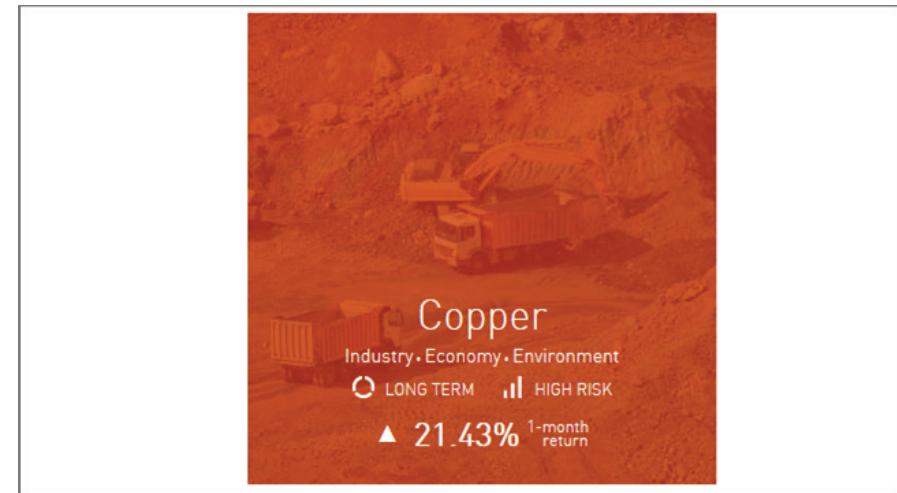 Copper
Industry • Economy • Environment
LONG TERM HIGH RISK
▲ 21.43% 1-month
return